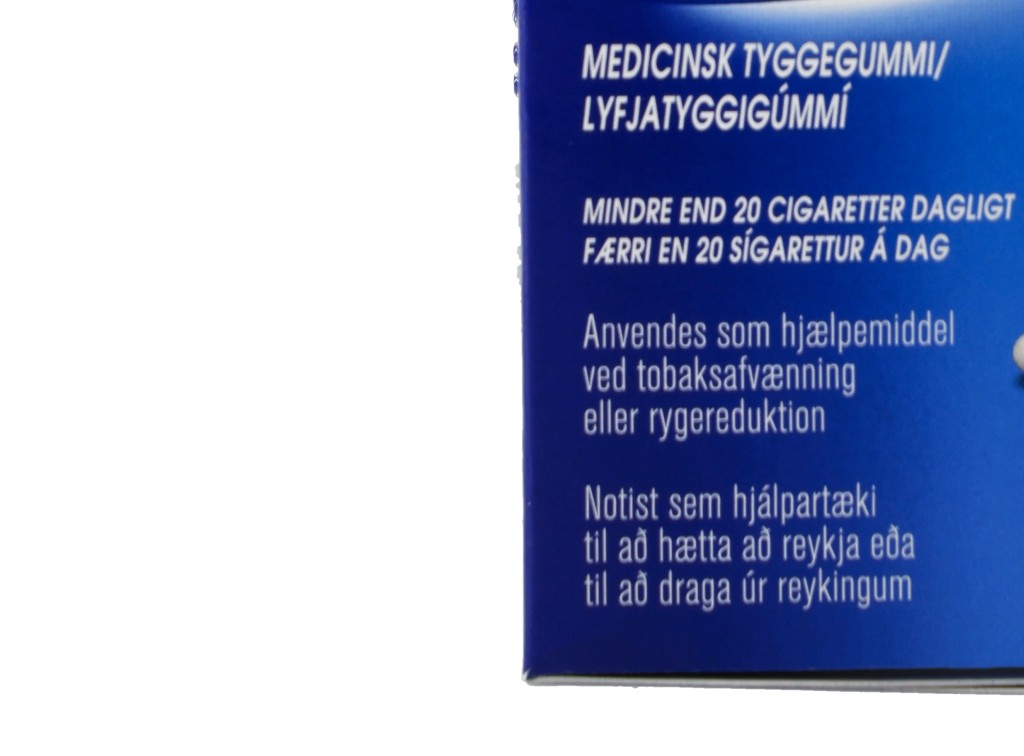 MEDICINSK TYGGEGUMMI/
LYFJATYGGIGÚMMÍ
MINDRE END 20 CIGARETTER DAGLIGT
FÆRRI EN 20 SÍGARETTUR Á DAG
Anvendes som hjælpemiddel
ved tobaksafvænning
eller rygereduktion
Notist sem hjálpartæki
til að hætta að reykja eða
til að draga úr reykingum